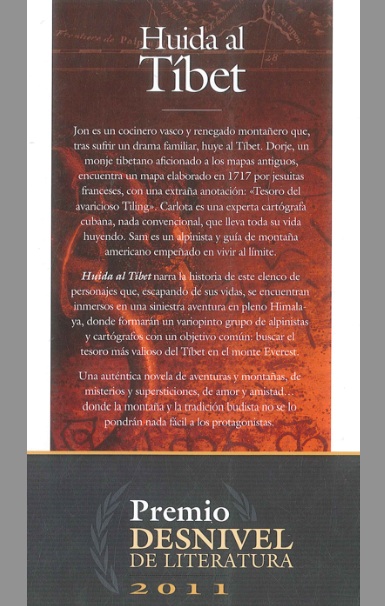 Huida al
Tíbet
Jon es un cocinero vasco y renegado montañero que,
tras sufrir un drama familiar, huye al Tíbet. Dorje, un
monje tibetano aficionado a los mapas antiguos,
encuentra un mapa elaborado en 1717 por jesuitas
franceses, con una extraña anotación: «Tesoro del
avaricioso Tiling». Carlota es una experta cartógrafa
cubana, nada convencional, que lleva toda su vida
huyendo. Sam es un alpinista y guía de montaña
americano empeñado en vivir al límite.
Huida al Tíbet narra la historia de este elenco de
personajes que, escapando de sus vidas, se encuentran
inmersos en una siniestra aventura en pleno Himala-
ya, donde formarán un variopinto grupo de alpinistas
y cartógrafos con un objetivo común: buscar el
tesoro más valioso del Tíbet en el monte Everest.
Una auténtica novela de aventuras y montañas, de
misterios y supersticiones, de amor y amistad…
donde la montaña y la tradición budista no se lo
pondrán nada fácil a los protagonistas.
Premio
DESNIVEL
DE LITERATURA
2011